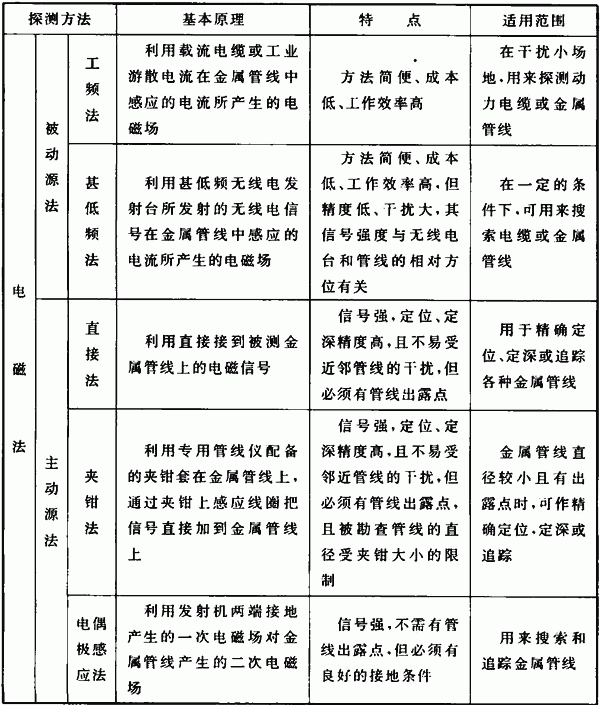 探测方法
基本原理
特点
适用范围
电磁法
被动源法
工频法
利用载流电缆或工业
游散电流在金属管线中
感应的电流所产生的电
磁场
方法简便、成本
低、工作效率高
在干扰小场
地,用来探测动
力电缆或金属
管线
甚低频法
利用甚低频无线电发
射台所发射的无线电信
号在金属管线中感应的
电流所产生的电磁场
方法简便、成本
低、工作效率高,但
精度低、干扰大,其
信号强度与无线电
台和管线的相对方
位有关
在一定的条
件下,可用来搜
索电缆或金属
管线
主动源法
直接法
利用直接接到被测金
属管线上的电磁信号
信号强,定位、定
深精度高,且不易受
近邻管线的干扰,但
必须有管线出露点
用于精确定
位、定深或追踪
各种金属管线
夹钳法
利用专用管线仪配备
的夹钳套在金属管线上,
通过夹钳上感应线圈把
信号直接加到金属管线
上
信号强,定位、定
深精度高,且不易受
邻近管线的干扰,但
必须有管线出露点,
且被勘查管线的直
径受夹钳大小的限
制
金属管线直
径较小且有出
露点时,可作精
确定位、定深或
追踪
电偶
极感
应法
利用发射机两端接地
产生的一次电磁场对金
属管线产生的二次电磁
场
信号强,不需有管
线出露点,但必须有
良好的接地条件
用来搜索和
追踪金属管线